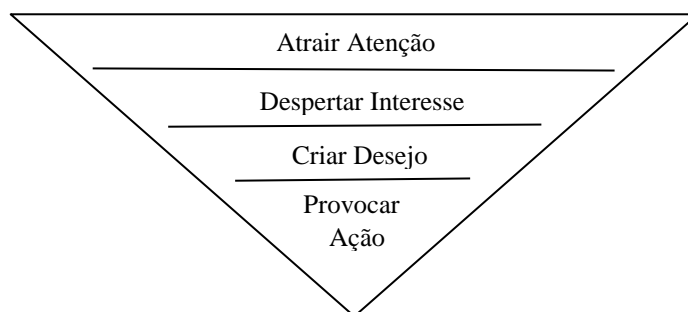 Atrair Atenção
Despertar Interesse
Criar Desejo
Provocar
Ação